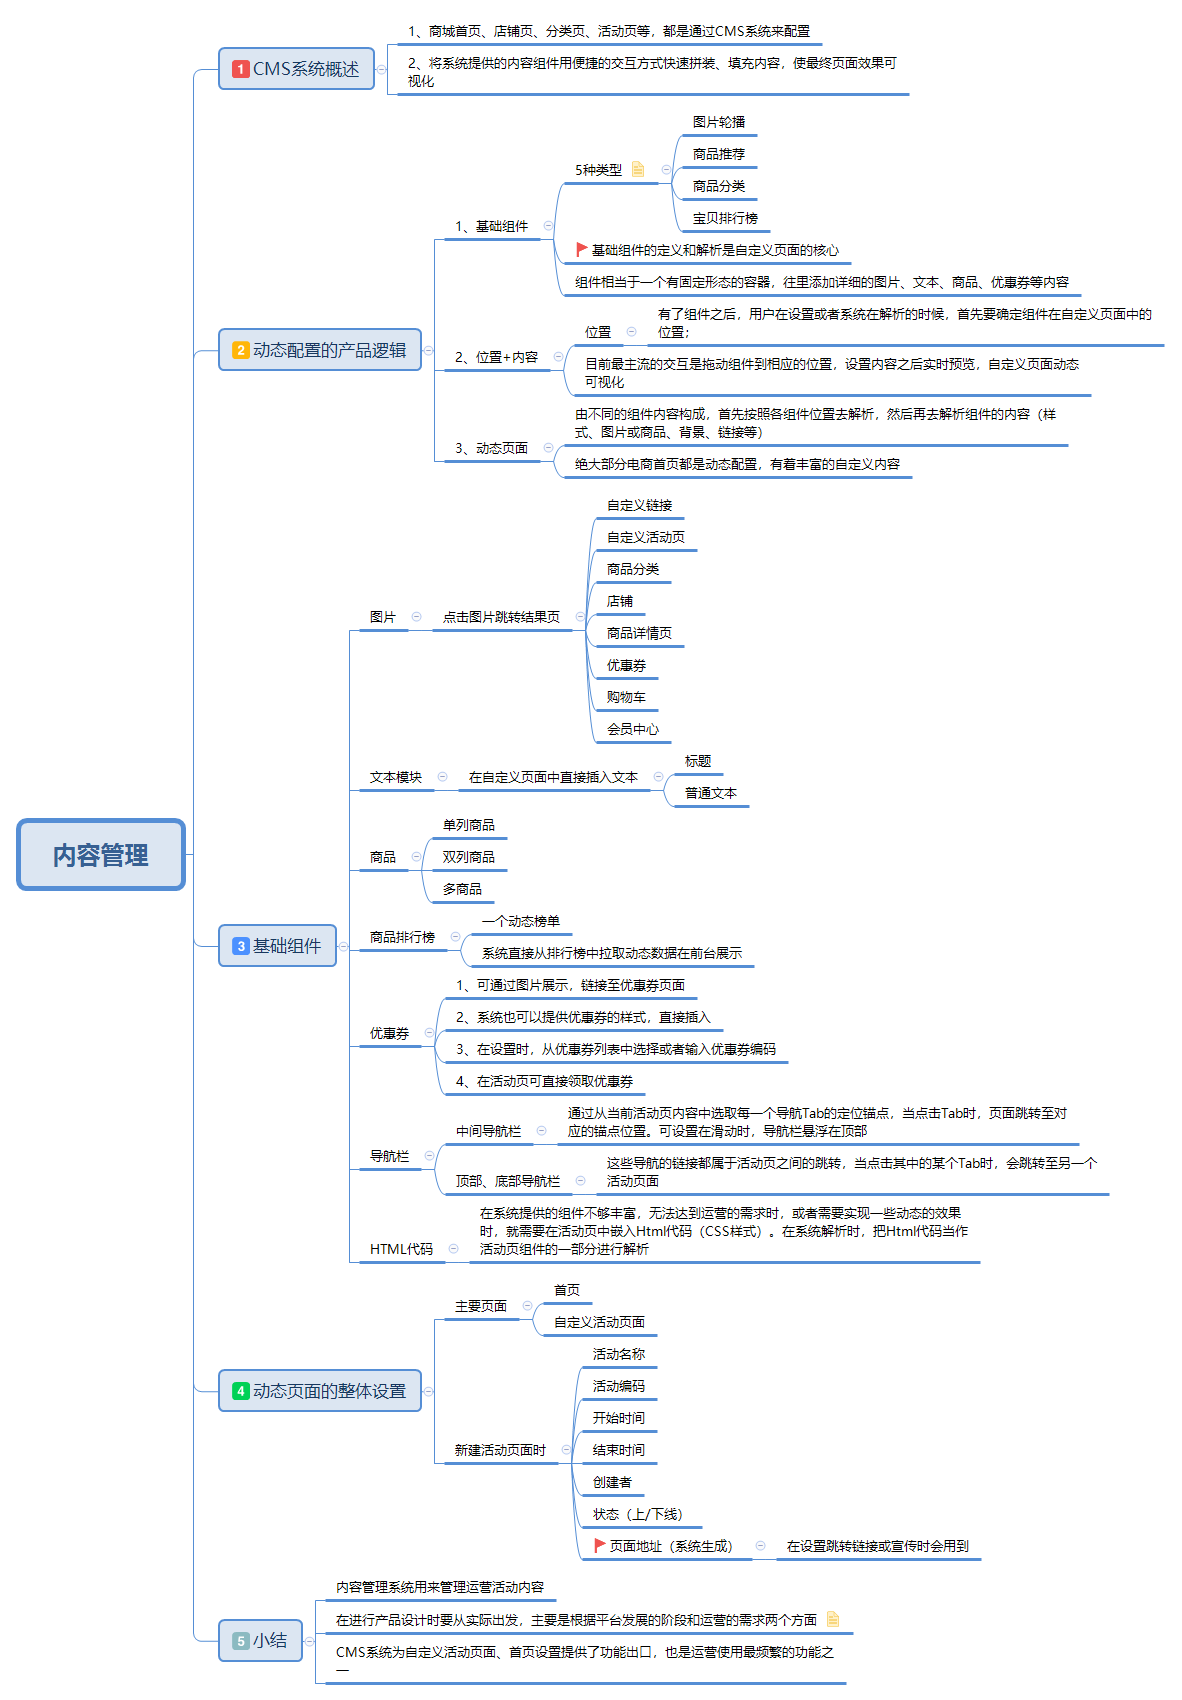 内容管理
1 CMS系统概述
1、商城首页、店铺页、分类页、活动页等，都是通过CMS系统来配置
2、将系统提供的内容组件用便捷的交互方式快速拼装、填充内容，使最终页面效果可
视化
2 动态配置的产品逻辑
1、基础组件
5种类型
图片轮播
商品推荐
商品分类
宝贝排行榜
基础组件的定义和解析是自定义页面的核心
组件相当于一个有固定形态的容器，往里添加详细的图片、文本、商品、优惠券等内容
2、位置+内容
位置
有了组件之后，用户在设置或者系统在解析的时候，首先要确定组件在自定义页面中的
位置；
目前最主流的交互是拖动组件到相应的位置，设置内容之后实时预览，自定义页面动态
可视化
3、动态页面
由不同的组件内容构成，首先按照各组件位置去解析，然后再去解析组件的内容（样
式、图片或商品、背景、链接等）
绝大部分电商首页都是动态配置，有着丰富的自定义内容
3 基础组件
图片
点击图片跳转结果页
自定义链接
自定义活动页
商品分类
店铺
商品详情页
优惠券
购物车
会员中心
文本模块
在自定义页面中直接插入文本
标题
普通文本
商品
单列商品
双列商品
多商品
商品排行榜
一个动态榜单
系统直接从排行榜中拉取动态数据在前台展示
优惠券
1、可通过图片展示，链接至优惠券页面
2、系统也可以提供优惠券的样式，直接插入
3、在设置时，从优惠券列表中选择或者输入优惠券编码
4、在活动页可直接领取优惠券
导航栏
中间导航栏
通过从当前活动页内容中选取每一个导航Tab的定位锚点，当点击Tab时，页面跳转至对
应的锚点位置。可设置在滑动时，导航栏悬浮在顶部
顶部、底部导航栏
这些导航的链接都属于活动页之间的跳转，当点击其中的某个Tab时，会跳转至另一个
活动页面
HTML代码
在系统提供的组件不够丰富，无法达到运营的需求时，或者需要实现一些动态的效果
时，就需要在活动页中嵌入Html代码（CSS样式）。在系统解析时，把Html代码当作
活动页组件的一部分进行解析
4 动态页面的整体设置
主要页面
首页
自定义活动页面
新建活动页面时
活动名称
活动编码
开始时间
结束时间
创建者
状态（上/下线）
页面地址（系统生成）
在设置跳转链接或宣传时会用到
5 小结
内容管理系统用来管理运营活动内容
在进行产品设计时要从实际出发，主要是根据平台发展的阶段和运营的需求两个方面
CMS系统为自定义活动页面、首页设置提供了功能出口，也是运营使用最频繁的功能之
一